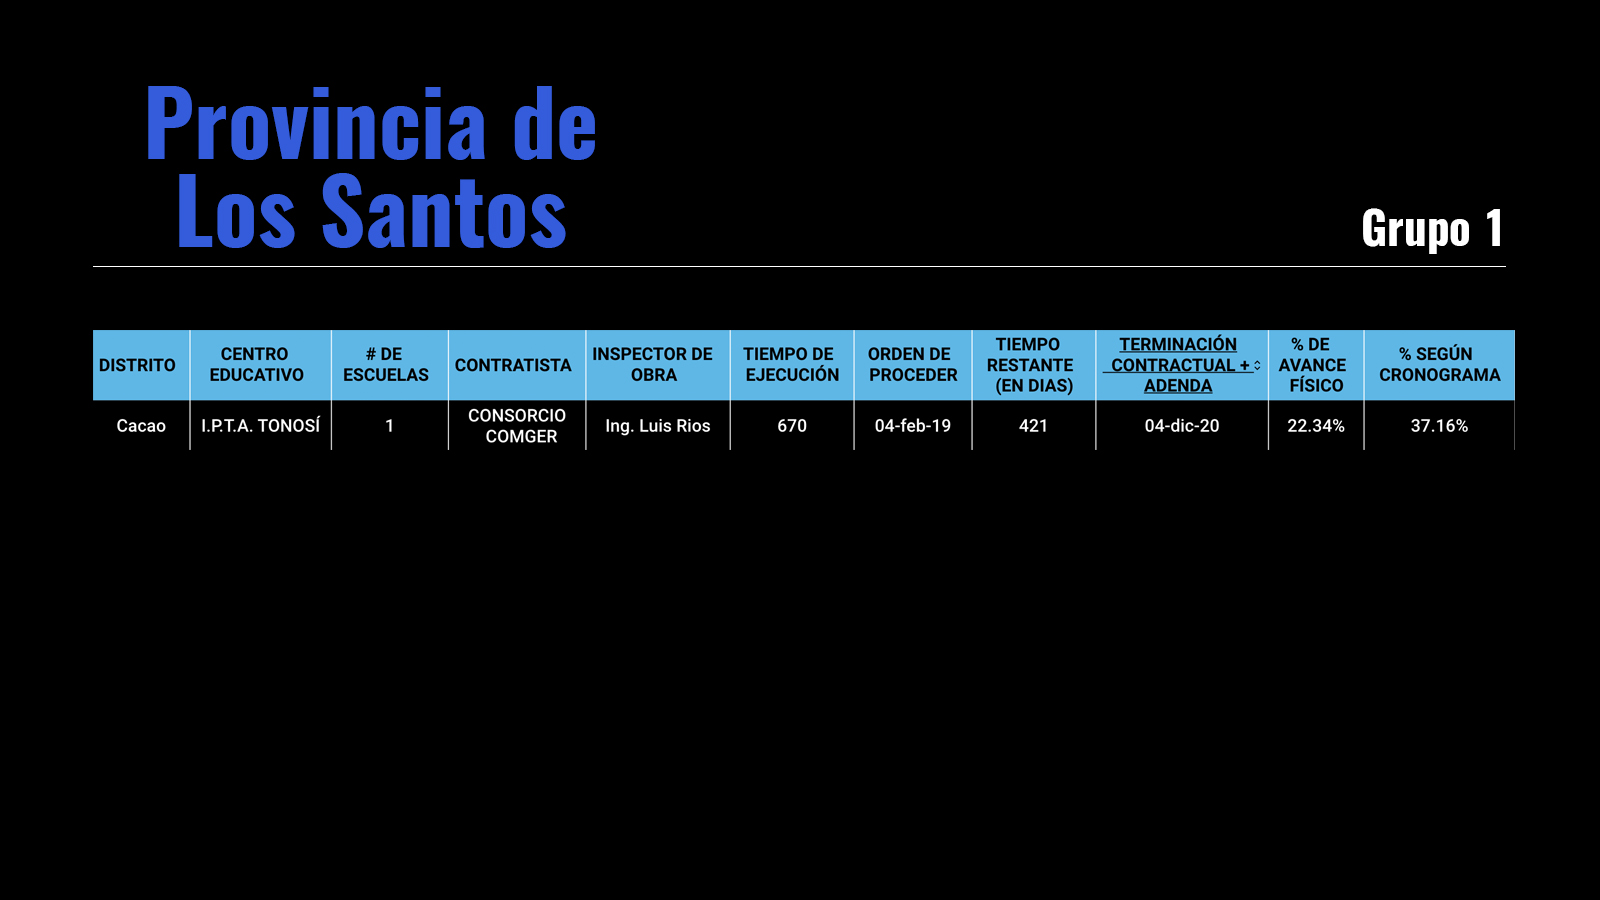 Provincia de
Los Santos
Grupo 1
DISTRITO
CENTRO
EDUCATIVO
# DE
ESCUELAS
CONTRATISTA
INSPECTOR DE
OBRA
TIEMPO DE
EJECUCIÓN
ORDEN DE
PROCEDER
TIEMPO
RESTANTE
(EN DIAS)
TERMINACIÓN
CONTRACTUAL +
ADENDA
% DE
AVANCE
FÍSICO
% SEGÚN
CRONOGRAMA
Cacao
I.P.T.A. TONOSÍ
1
CONSORCIO
COMGER
Ing. Luis Rios
670
04-feb-19
421
04-dic-20
22.34%
37.16%